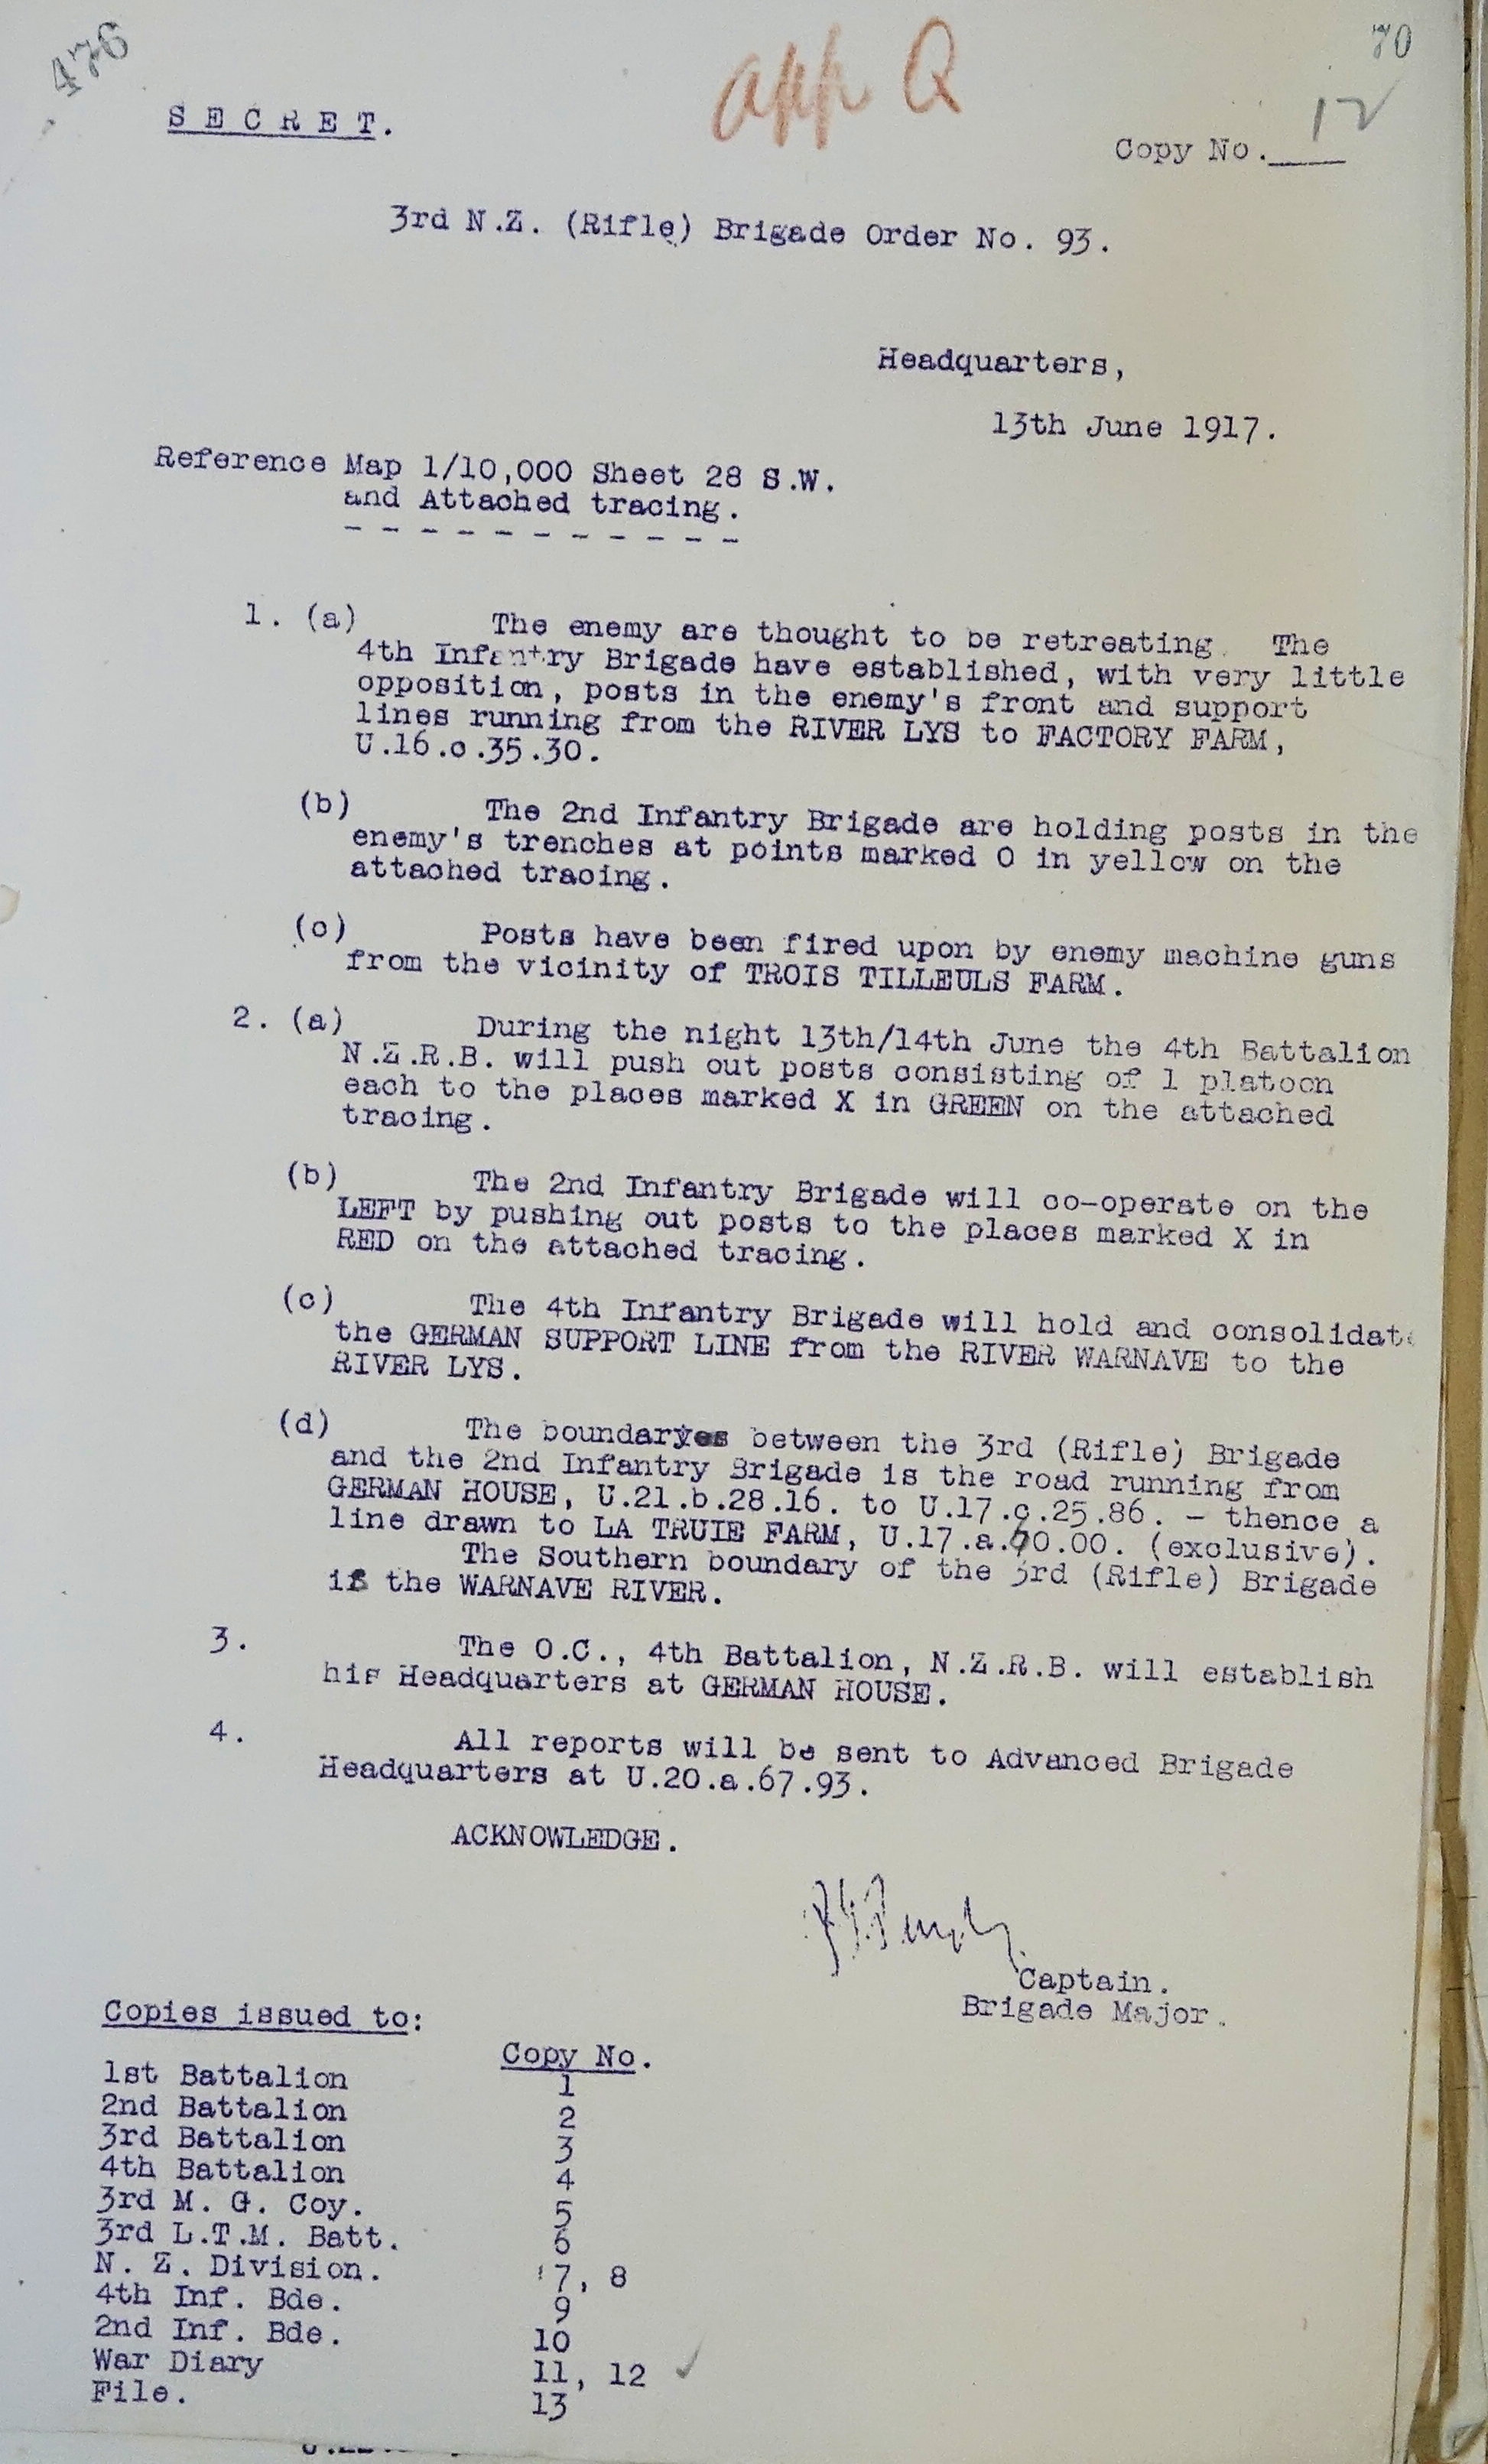 476
70
app Q
12
S E C R E T.
Copy No.
3rd N.Z. (Rifle) Brigade Order No. 93.
Headquarters,
13th June 1917.
Reference Map 1/10,000 Sheet 28 S.W.
and Attached tracing.
- - - - - - - - - - -
1. (a) The enemy are thought to be retreating. The
4th Infantry Brigade have established, with very little
opposition, posts in the enemy's front and support
lines running from the RIVER LYS to FACTORY FARM,
U.16.c.35.30.
(b) The 2nd Infantry Brigade are holding posts in the
enemy's trenches at points marked O in yellow on the
attached tracing.
(c) Posts have been fired upon by enemy machine guns
from the vicinity of TROIS TILLEULS FARM.
2. (a) During the night 13th/14th June the 4th Battalion
N.Z.R.B. will push out posts consisting of 1 platoon
each to the places marked X in GREEN on the attached
tracing.
(b) The 2nd Infantry Brigade will co-operate on the
LEFT by pushing out posts to the places marked X in
RED on the attached tracing.
(c) The 4th Infantry Brigade will hold and consolidate
the GERMAN SUPPORT LINE from the RIVER WARNAVE to the
RIVER LYS.
(d) The boundary between the 3rd (Rifle) Brigade
and the 2nd Infantry Brigade is the road running from
GERMAN HOUSE, U.21.b.28.16. to U.17.c.25.86. - thence a
line drawn to LA TRUIE FARM, U.17.a. (exclusive).
The Southern boundary of the 3rd (Rifle) Brigade
is the WARNAVE RIVER.
3. The O.C., 4th Battalion, N.Z.R.B. will establish
his Headquarters at GERMAN HOUSE.
4. All reports will be sent to Advanced Brigade
Headquarters at U.20.a.67.93.
ACKNOWLEDGE.
Captain.
Brigade Major.
Copies issued to:
Copy No.
1st Battalion 1
2nd Battalion 2
3rd Battalion 3
4th Battalion 4
3rd M. G. Coy. 5
3rd L.T.M. Batt. 6
N. Z. Division. 7, 8
4th Inf. Bde. 9
2nd Inf. Bde. 10
War Diary 11, 12 ✓
File. 13